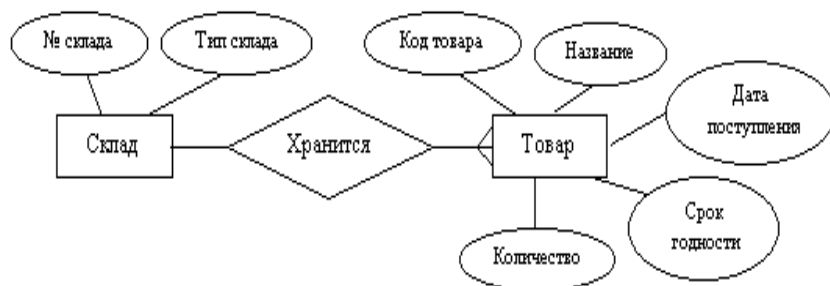 № склада
Тип склада
Код товара
Название
Дата
поступления
Склад
Хранится
Товар
Срок
годности
Количество